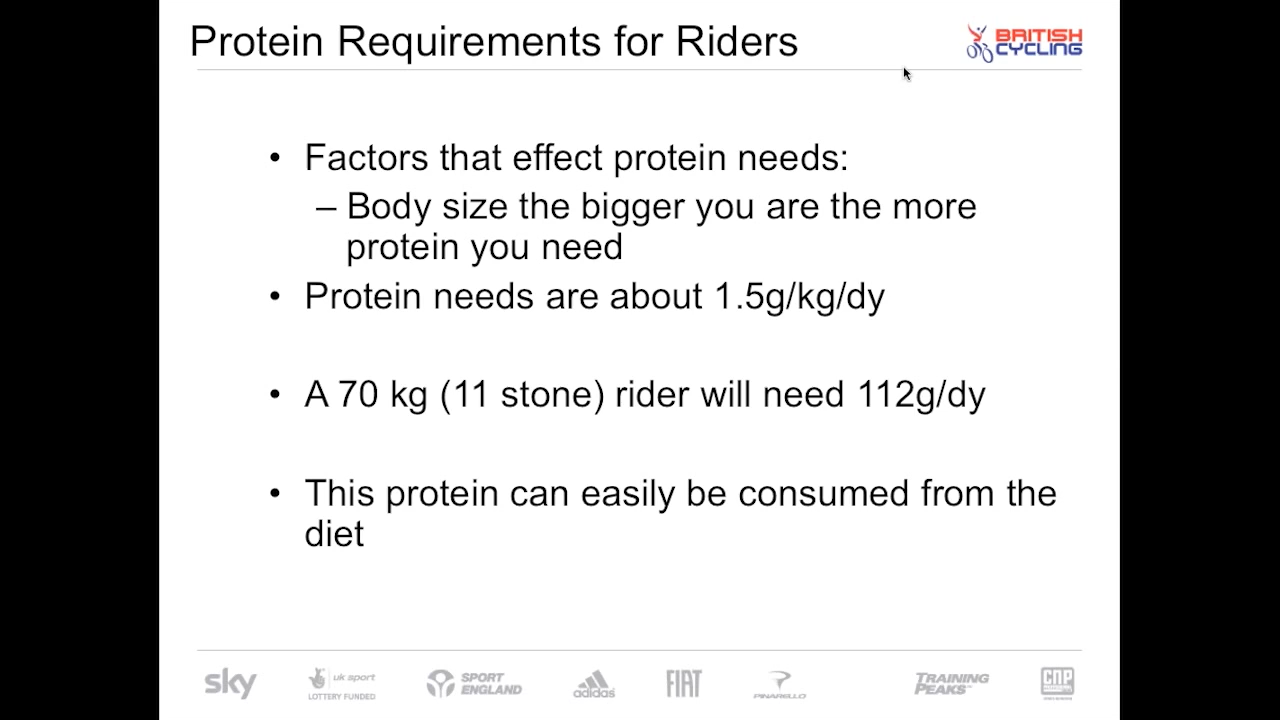 Protein Requirements for Riders
BRITISH
CYCLING
• Factors that effect protein needs:
– Body size the bigger you are the more
protein you need
• Protein needs are about 1.5g/kg/dy
• A 70 kg (11 stone) rider will need 112g/dy
• This protein can easily be consumed from the
diet
sky
uk sport
LOTTERY FUNDED
SPORT
ENGLAND
adidas
FIAT
PINARELLO
TRAINING
PEAKS
CNP